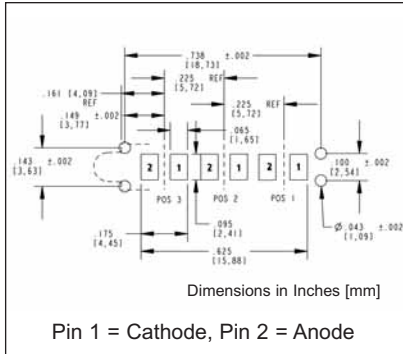 .738 ±.002
[18,73]
.225 REF
[5,72]
.161 [4,09]
REF
.149 ±.002
[3,77]
.225 REF
[5,72]
.065
[1,65]
.143 ±.002
[3,63]
2 1 2 1 2 1
.100 ±.002
[2,54]
POS 3 POS 2 POS 1
.175
[4,45]
.095
[2,41]
Ø.043 ±.002
[1,09]
.625
[15,88]
Dimensions in Inches [mm]
Pin 1 = Cathode, Pin 2 = Anode